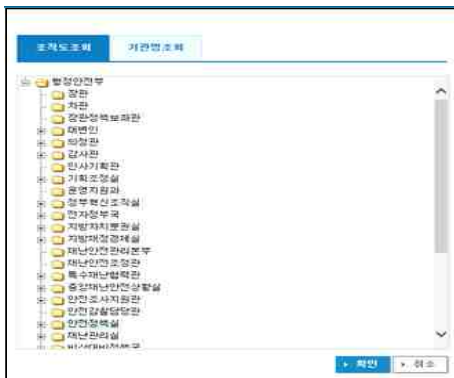 조직도조회 기관명조회
행정안전부
장관
차관
장관정책보좌관
대변인
의정관
감사관
인사기획관
기획조정실
운영지원과
정부혁신조직실
전자정부국
지방자치분권실
지방재정경제실
재난안전관리본부
재난안전조정관
특수재난협력관
중앙재난안전상황실
안전조사지원관
안전감찰담당관
안전정책실
재난관리실
비상대비정책국
확인 취소